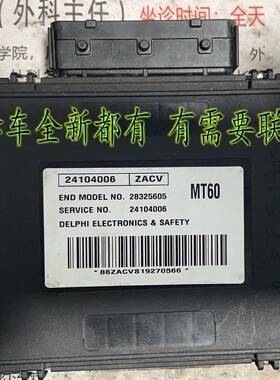 (外科主任) 坐诊时间:全天
学院
车全新都有 有需要联
24104006 ZACV
END MODEL NO. 28325605 MT60
SERVICE NO. 24104006
DELPHI ELECTRONICS & SAFETY
*86ZACVS19270566*